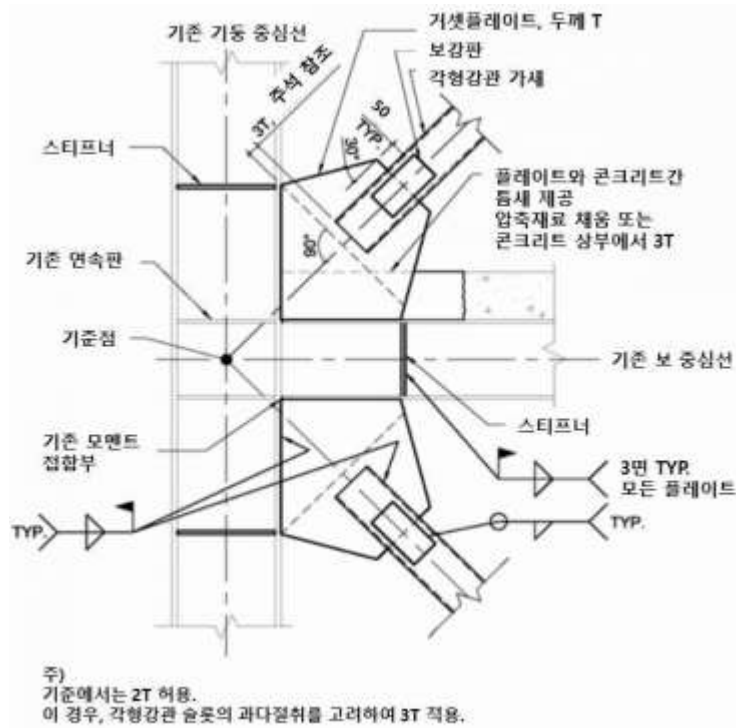 기존 기둥 중심선
거셋플레이트, 두께 T
보강판
각형강관 가새
3T, 주석 참조
50
TYP.
30°
스티프너
플레이트와 콘크리트간
틈새 제공
압축재료 채움 또는
콘크리트 상부에서 3T
90°
기존 연속판
기준점
기존 보 중심선
스티프너
기존 모멘트
접합부
3면 TYP.
모든 플레이트
TYP.
TYP.
주)
기준에서는 2T 허용.
이 경우, 각형강관 슬롯의 과다절취를 고려하여 3T 적용.